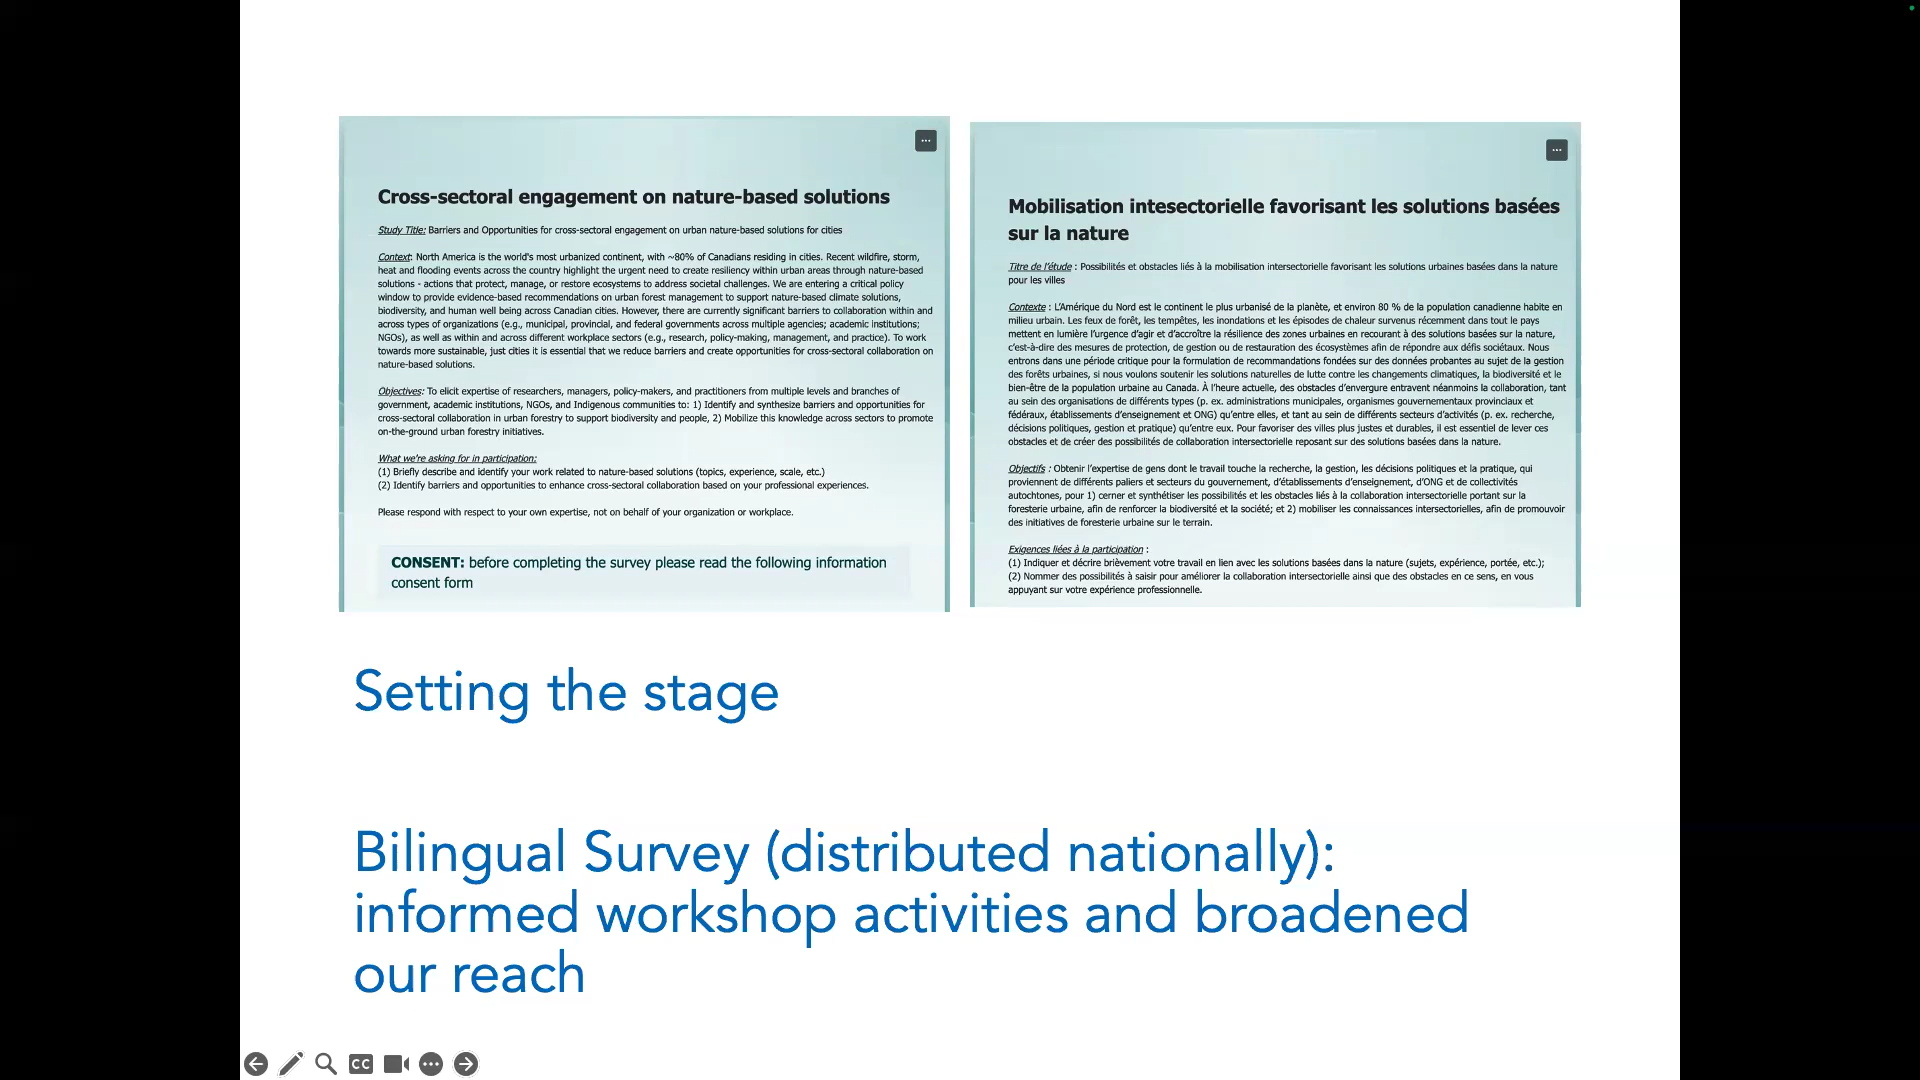 Cross-sectoral engagement on nature-based solutions
Study Title: Barriers and Opportunities for cross-sectoral engagement on urban nature-based solutions for cities
Context: North America is the world's most urbanized continent, with ~80% of Canadians residing in cities. Recent wildfire, storm,
heat and flooding events across the country highlight the urgent need to create resiliency within urban areas through nature-based
solutions - actions that protect, manage, or restore ecosystems to address societal challenges. We are entering a critical policy
window to provide evidence-based recommendations on urban forest management to support nature-based climate solutions,
biodiversity, and human well being across Canadian cities. However, there are currently significant barriers to collaboration within and
across types of organizations (e.g., municipal, provincial, and federal governments across multiple agencies; academic institutions;
NGOs), as well as within and across different workplace sectors (e.g., research, policy-making, management, and practice). To work
towards more sustainable, just cities it is essential that we reduce barriers and create opportunities for cross-sectoral collaboration on
nature-based solutions.
Objectives: To elicit expertise of researchers, managers, policy-makers, and practitioners from multiple levels and branches of
government, academic institutions, NGOs, and Indigenous communities to: 1) Identify and synthesize barriers and opportunities for
cross-sectoral collaboration in urban forestry to support biodiversity and people, 2) Mobilize this knowledge across sectors to promote
on-the-ground urban forestry initiatives.
What we're asking for in participation:
(1) Briefly describe and identify your work related to nature-based solutions (topics, experience, scale, etc.)
(2) Identify barriers and opportunities to enhance cross-sectoral collaboration based on your professional experiences.
Please respond with respect to your own expertise, not on behalf of your organization or workplace.
CONSENT: before completing the survey please read the following information
consent form
Mobilisation intesectorielle favorisant les solutions basées
sur la nature
Titre de l'étude : Possibilités et obstacles liés à la mobilisation intersectorielle favorisant les solutions urbaines basées dans la nature
pour les villes
Contexte : L'Amérique du Nord est le continent le plus urbanisé de la planète, et environ 80 % de la population canadienne habite en
milieu urbain. Les feux de forêt, les tempêtes, les inondations et les épisodes de chaleur survenus récemment dans tout le pays
mettent en lumière l'urgence d'agir et d'accroître la résilience des zones urbaines en recourant à des solutions basées sur la nature,
c'est-à-dire des mesures de protection, de gestion ou de restauration des écosystèmes afin de répondre aux défis sociétaux. Nous
entrons dans une période critique pour la formulation de recommandations fondées sur des données probantes au sujet de la gestion
des forêts urbaines, si nous voulons soutenir les solutions naturelles de lutte contre les changements climatiques, la biodiversité et le
bien-être de la population urbaine au Canada. À l'heure actuelle, des obstacles d'envergure entravent néanmoins la collaboration, tant
au sein des organisations de différents types (p. ex. administrations municipales, organismes gouvernementaux provinciaux et
fédéraux, établissements d'enseignement et ONG) qu'entre elles, et tant au sein de différents secteurs d'activités (p. ex. recherche,
décisions politiques, gestion et pratique) qu'entre eux. Pour favoriser des villes plus justes et durables, il est essentiel de lever ces
obstacles et de créer des possibilités de collaboration intersectorielle reposant sur des solutions basées dans la nature.
Objectifs : Obtenir l'expertise de gens dont le travail touche la recherche, la gestion, les décisions politiques et la pratique, qui
proviennent de différents paliers et secteurs du gouvernement, d'établissements d'enseignement, d'ONG et de collectivités
autochtones, pour 1) cerner et synthétiser les possibilités et les obstacles liés à la collaboration intersectorielle portant sur la
foresterie urbaine, afin de renforcer la biodiversité et la société; et 2) mobiliser les connaissances intersectorielles, afin de promouvoir
des initiatives de foresterie urbaine sur le terrain.
Exigences liées à la participation :
(1) Indiquer et décrire brièvement votre travail en lien avec les solutions basées dans la nature (sujets, expérience, portée, etc.);
(2) Nommer des possibilités à saisir pour améliorer la collaboration intersectorielle ainsi que des obstacles en ce sens, en vous
appuyant sur votre expérience professionnelle.
Setting the stage
Bilingual Survey (distributed nationally):
informed workshop activities and broadened
our reach
CC